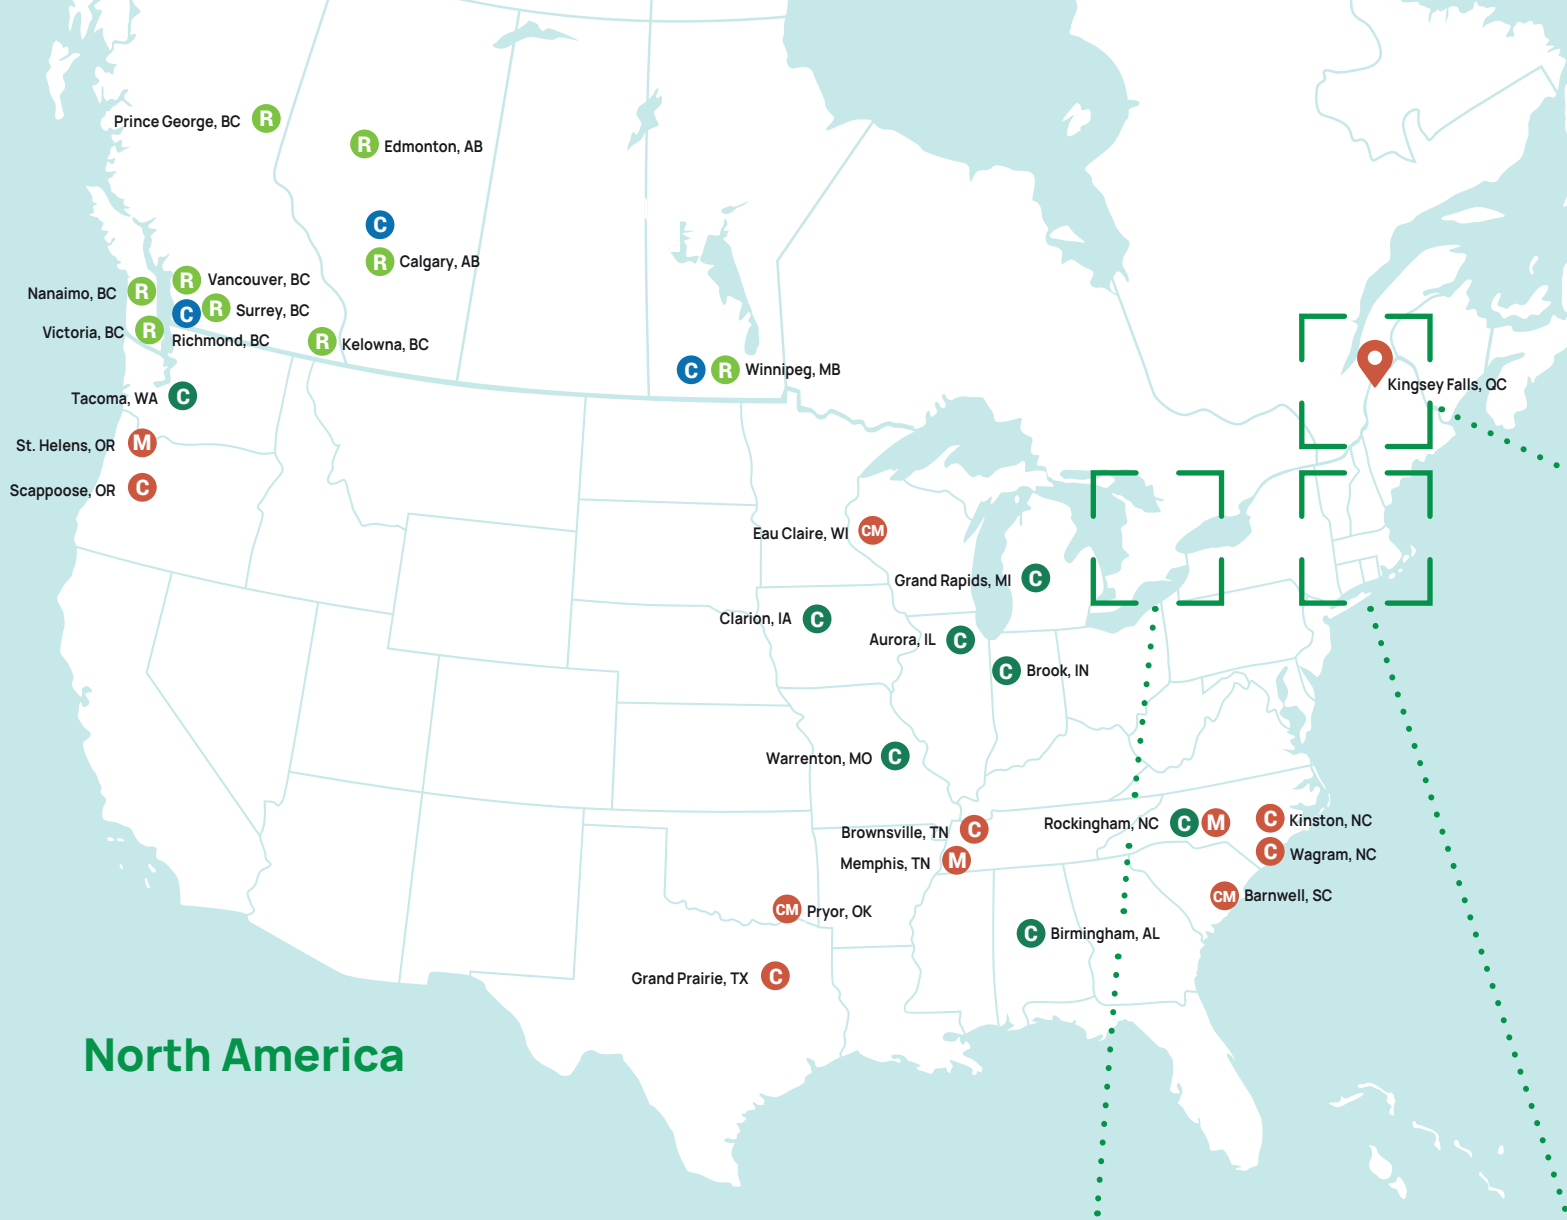 Prince George, BC R
R Edmonton, AB
C
R Calgary, AB
R Vancouver, BC
Nanaimo, BC R
C R Surrey, BC
Victoria, BC R
Richmond, BC
R Kelowna, BC
C R Winnipeg, MB
Kingsey Falls, QC
Tacoma, WA C
St. Helens, OR M
Scappoose, OR C
Eau Claire, WI CM
Grand Rapids, MI C
Clarion, IA C
Aurora, IL C
C Brook, IN
Warrenton, MO C
Brownsville, TN C
Memphis, TN M
Rockingham, NC C M
C Kinston, NC
C Wagram, NC
CM Barnwell, SC
CM Pryor, OK
C Birmingham, AL
Grand Prairie, TX C
North America